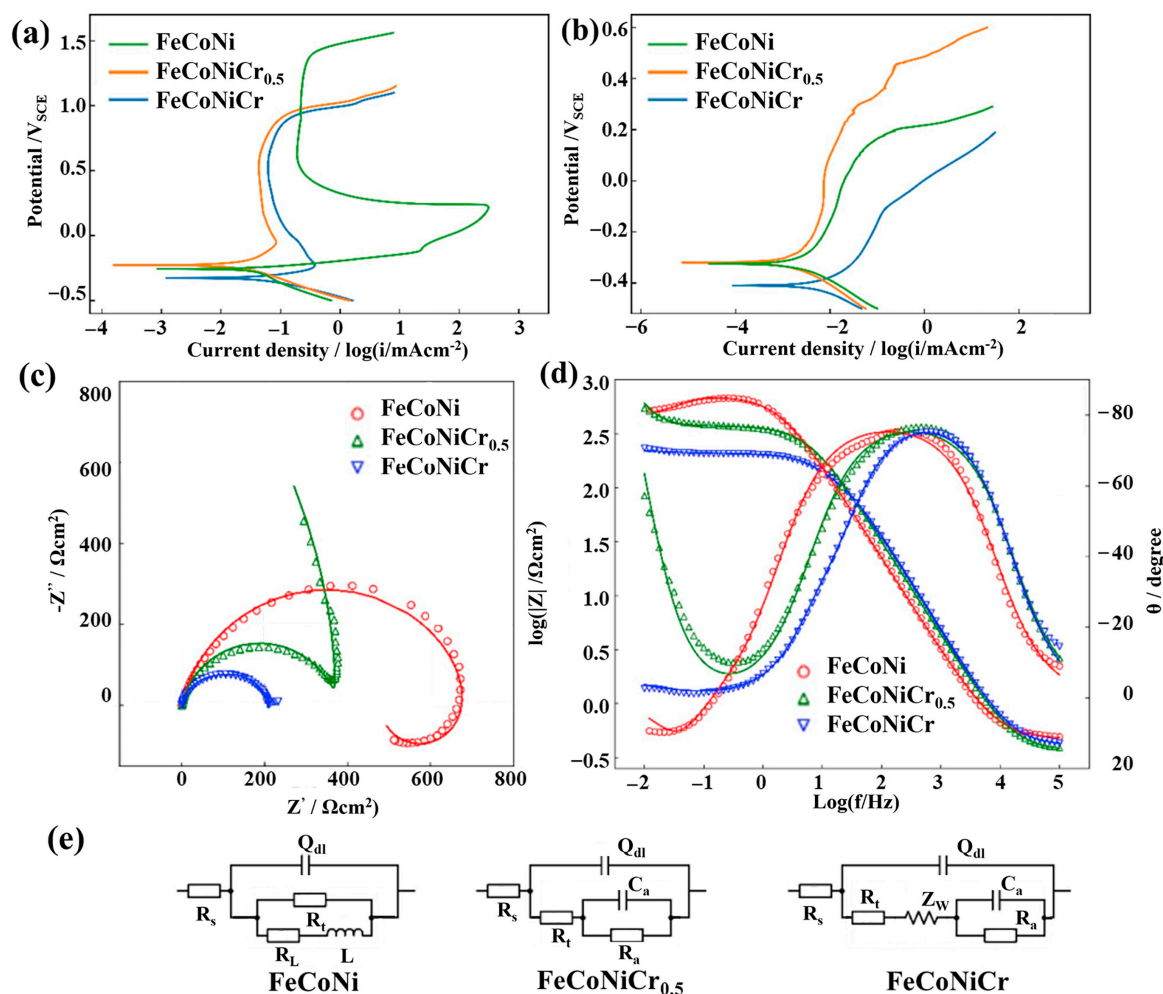 (a)
FeCoNi
FeCoNiCr0.5
FeCoNiCr
1.5
1.0
0.5
0.0
−0.5
Potential /VSCE
−4 −3 −2 −1 0 1 2 3
Current density / log(i/mAcm-2)
(b)
FeCoNi
FeCoNiCr0.5
FeCoNiCr
0.6
0.4
0.2
0.0
−0.2
−0.4
Potential /VSCE
−6 −4 −2 0 2
Current density / log(i/mAcm-2)
(c)
FeCoNi
FeCoNiCr0.5
FeCoNiCr
800
600
400
200
0
-Z'' / Ωcm2)
0 200 400 600 800
Z' / Ωcm2)
(d)
3.0
2.5
2.0
1.5
1.0
0.5
0.0
−0.5
log(|Z| /Ωcm2)
FeCoNi
FeCoNiCr0.5
FeCoNiCr
−80
−60
−40
−20
0
20
θ / degree
−2 −1 0 1 2 3 4 5
Log(f/Hz)
(e)
Qdl
Rs
Rt
RL L
FeCoNi
Qdl
Ca
Rs
Rt
Ra
FeCoNiCr0.5
Qdl
Rt ZW Ca
Rs
Ra
FeCoNiCr